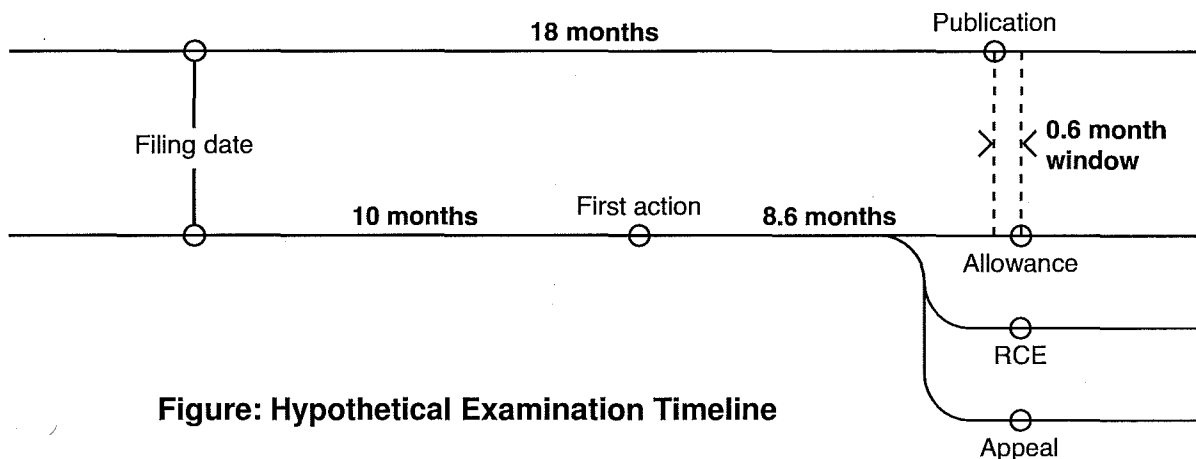 18 months
Publication
Filing date
0.6 month
window
10 months
First action
8.6 months
Allowance
RCE
Appeal
Figure: Hypothetical Examination Timeline